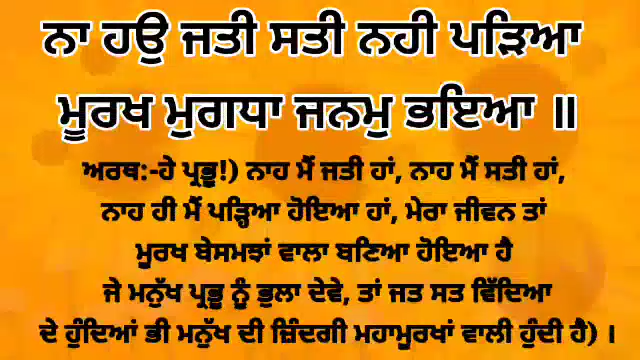 ਨਾ ਹਉ ਜਤੀ ਸਤੀ ਨਹੀ ਪੜਿਆ
ਮੂਰਖ ਮੁਗਧਾ ਜਨਮੁ ਭਇਆ ॥
ਅਰਥ:-ਹੇ ਪ੍ਰਭੂ!) ਨਾਹ ਮੈਂ ਜਤੀ ਹਾਂ, ਨਾਹ ਮੈਂ ਸਤੀ ਹਾਂ,
ਨਾਹ ਹੀ ਮੈਂ ਪੜ੍ਹਿਆ ਹੋਇਆ ਹਾਂ, ਮੇਰਾ ਜੀਵਨ ਤਾਂ
ਮੂਰਖ ਬੇਸਮਝਾਂ ਵਾਲਾ ਬਣਿਆ ਹੋਇਆ ਹੈ
ਜੇ ਮਨੁੱਖ ਪ੍ਰਭੂ ਨੂੰ ਭੁਲਾ ਦੇਵੇ, ਤਾਂ ਜਤ ਸਤ ਵਿੱਦਿਆ
ਦੇ ਹੁੰਦਿਆਂ ਭੀ ਮਨੁੱਖ ਦੀ ਜ਼ਿੰਦਗੀ ਮਹਾਮੂਰਖਾਂ ਵਾਲੀ ਹੁੰਦੀ ਹੈ) ।